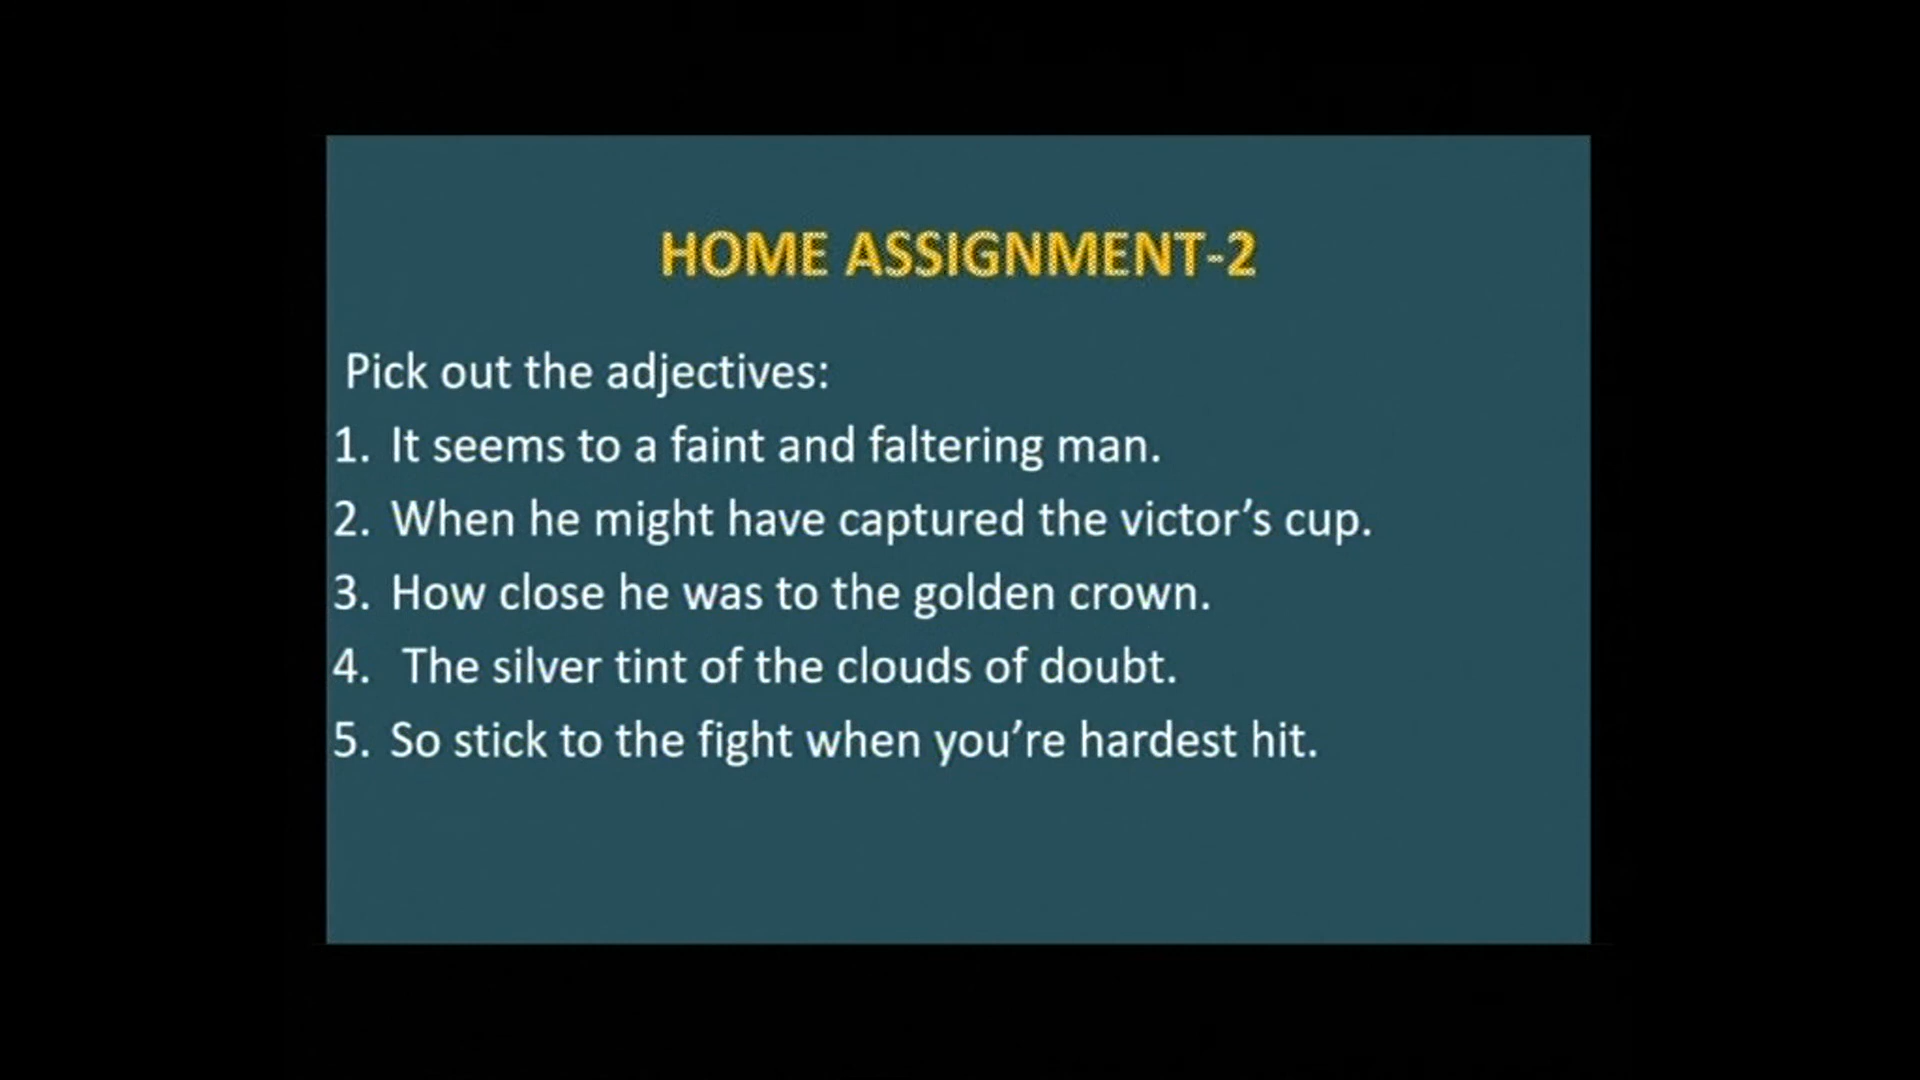 HOME ASSIGNMENT-2
Pick out the adjectives:
1. It seems to a faint and faltering man.
2. When he might have captured the victor’s cup.
3. How close he was to the golden crown.
4. The silver tint of the clouds of doubt.
5. So stick to the fight when you’re hardest hit.